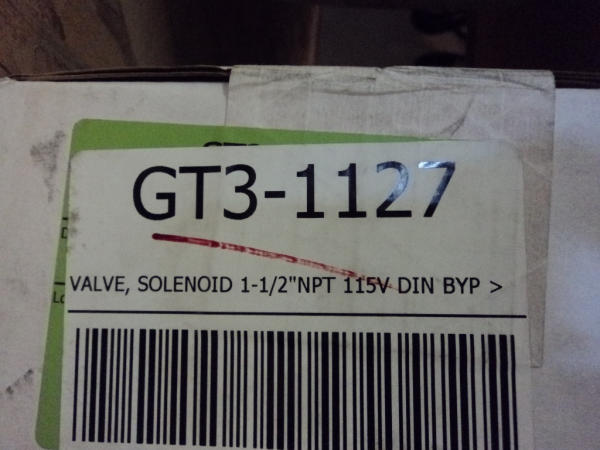 GT3-1127
VALVE, SOLENOID 1-1/2"NPT 115V DIN BYP >